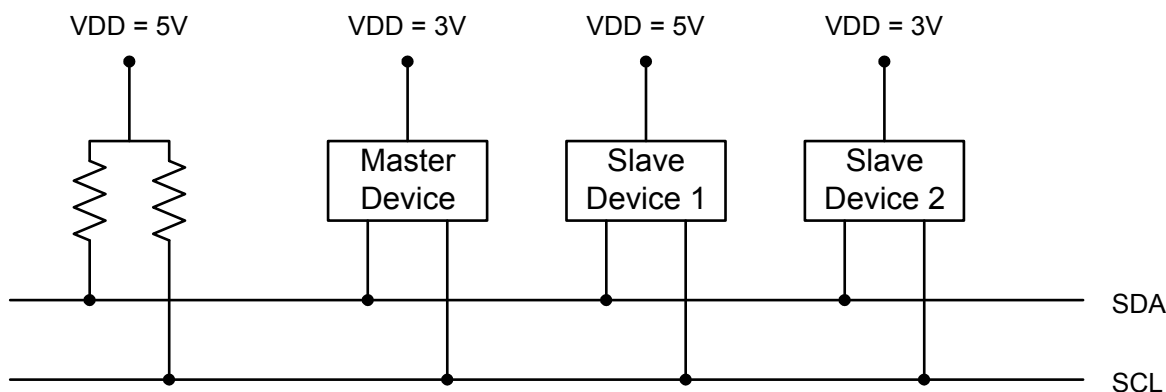 VDD = 5V
VDD = 3V
VDD = 5V
VDD = 3V
Master
Device
Slave
Device 1
Slave
Device 2
SDA
SCL